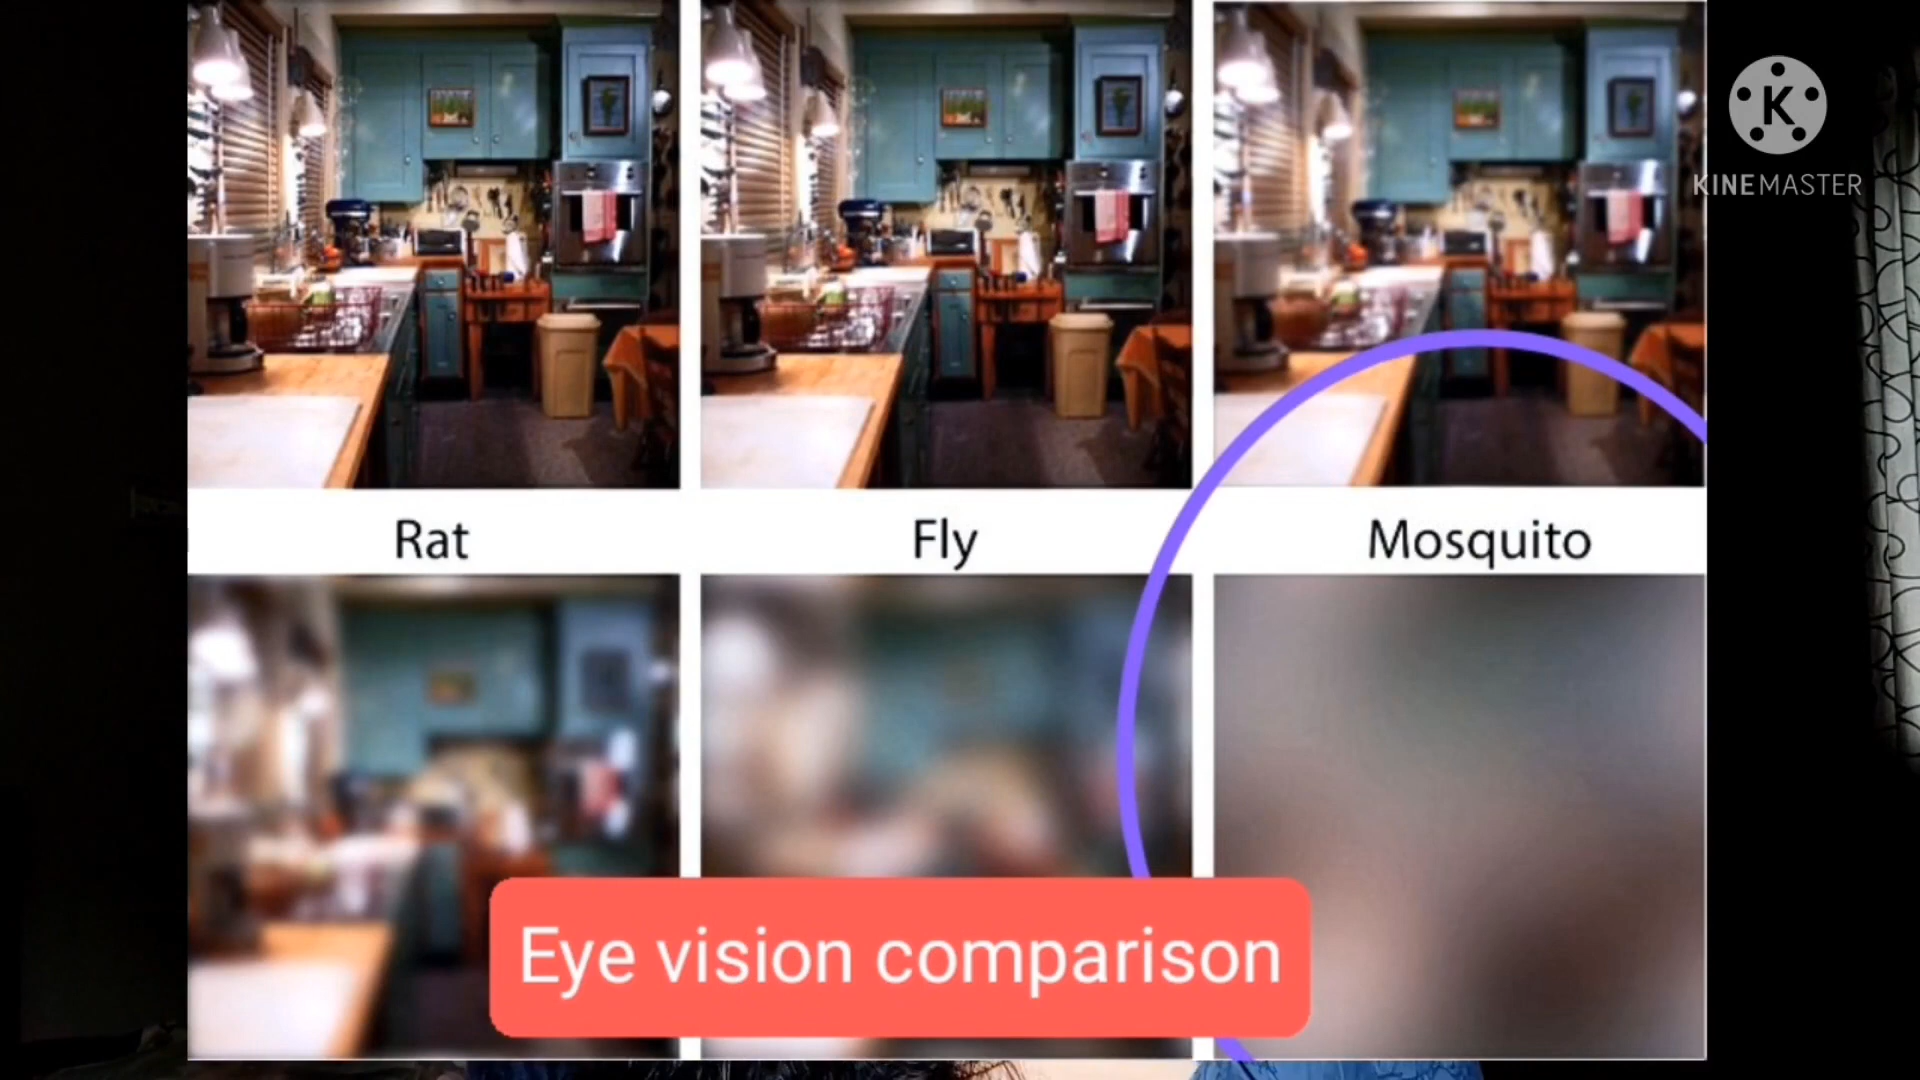 KINEMASTER
Rat
Fly
Mosquito
Eye vision comparison